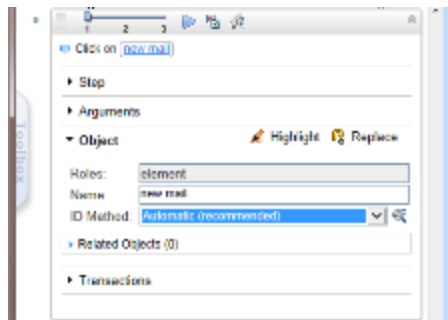 1 2 3
Click on new mail
Step
Arguments
Object Highlight Replace
Roles: element
Name new mail
ID Method: Automatic (recommended)
Related Objects (0)
Transactions
Toolbox